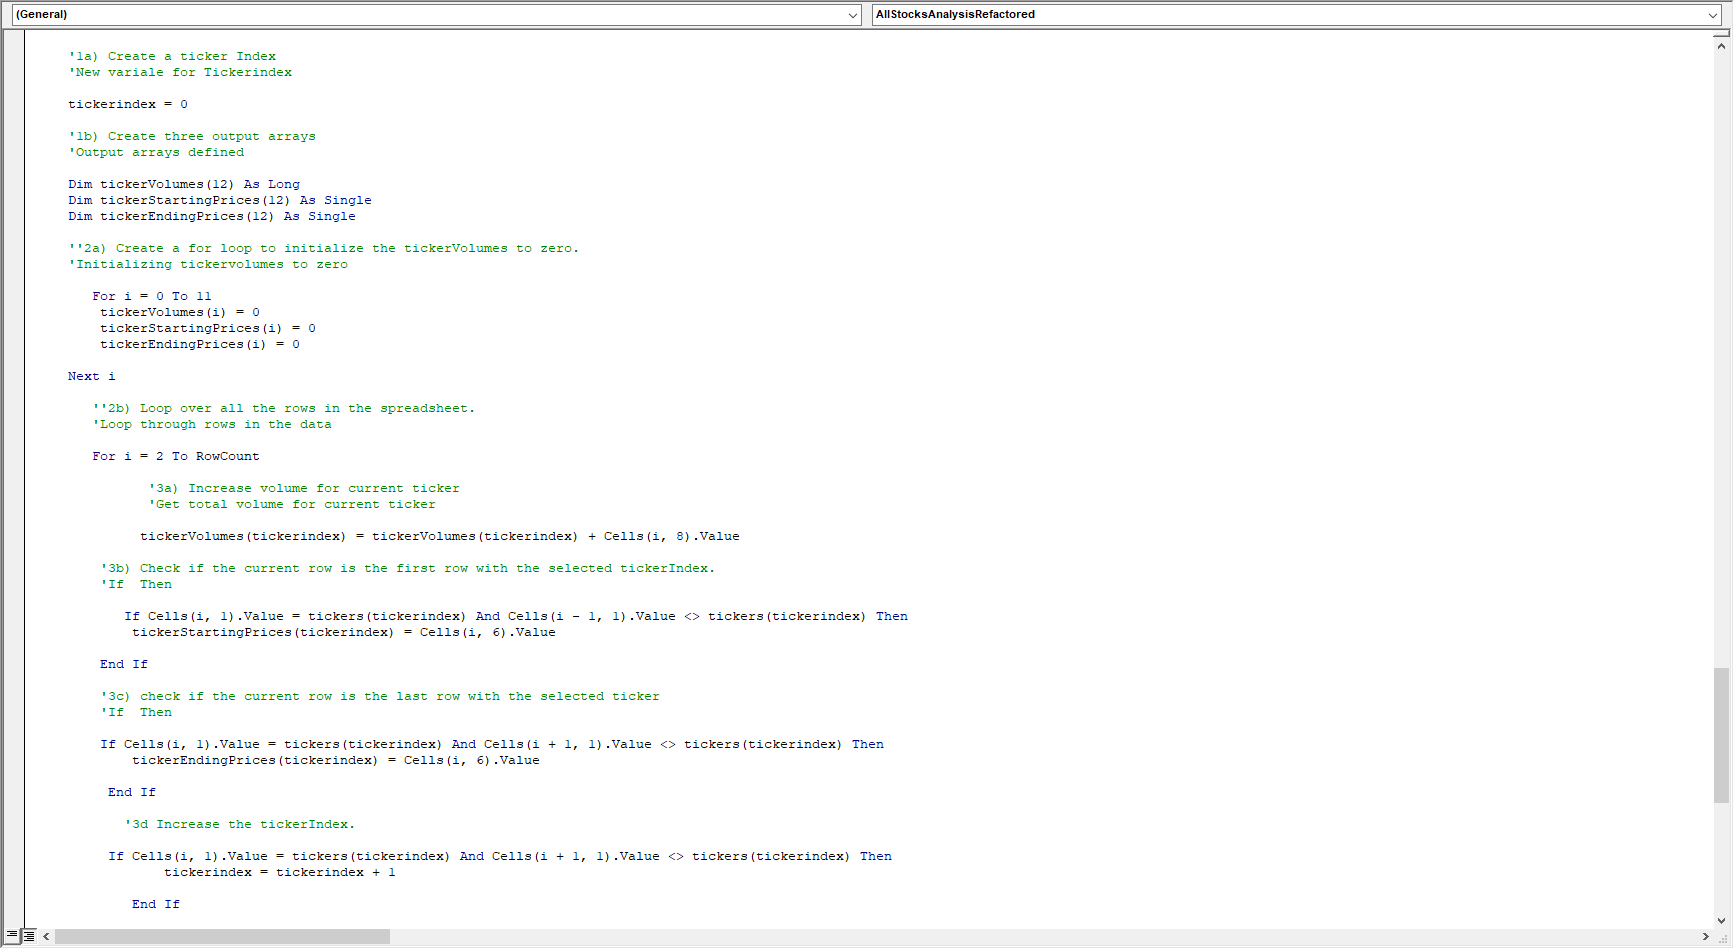 (General)
AllStocksAnalysisRefactored
'1a) Create a ticker Index
'New variale for Tickerindex
tickerindex = 0
'1b) Create three output arrays
'Output arrays defined
Dim tickerVolumes(12) As Long
Dim tickerStartingPrices(12) As Single
Dim tickerEndingPrices(12) As Single
''2a) Create a for loop to initialize the tickerVolumes to zero.
'Initializing tickervolumes to zero
For i = 0 To 11
tickerVolumes(i) = 0
tickerStartingPrices(i) = 0
tickerEndingPrices(i) = 0
Next i
''2b) Loop over all the rows in the spreadsheet.
'Loop through rows in the data
For i = 2 To RowCount
'3a) Increase volume for current ticker
'Get total volume for current ticker
tickerVolumes(tickerindex) = tickerVolumes(tickerindex) + Cells(i, 8).Value
'3b) Check if the current row is the first row with the selected tickerIndex.
'If  Then
If Cells(i, 1).Value = tickers(tickerindex) And Cells(i - 1, 1).Value <> tickers(tickerindex) Then
tickerStartingPrices(tickerindex) = Cells(i, 6).Value
End If
'3c) check if the current row is the last row with the selected ticker
'If  Then
If Cells(i, 1).Value = tickers(tickerindex) And Cells(i + 1, 1).Value <> tickers(tickerindex) Then
tickerEndingPrices(tickerindex) = Cells(i, 6).Value
End If
'3d Increase the tickerIndex.
If Cells(i, 1).Value = tickers(tickerindex) And Cells(i + 1, 1).Value <> tickers(tickerindex) Then
tickerindex = tickerindex + 1
End If